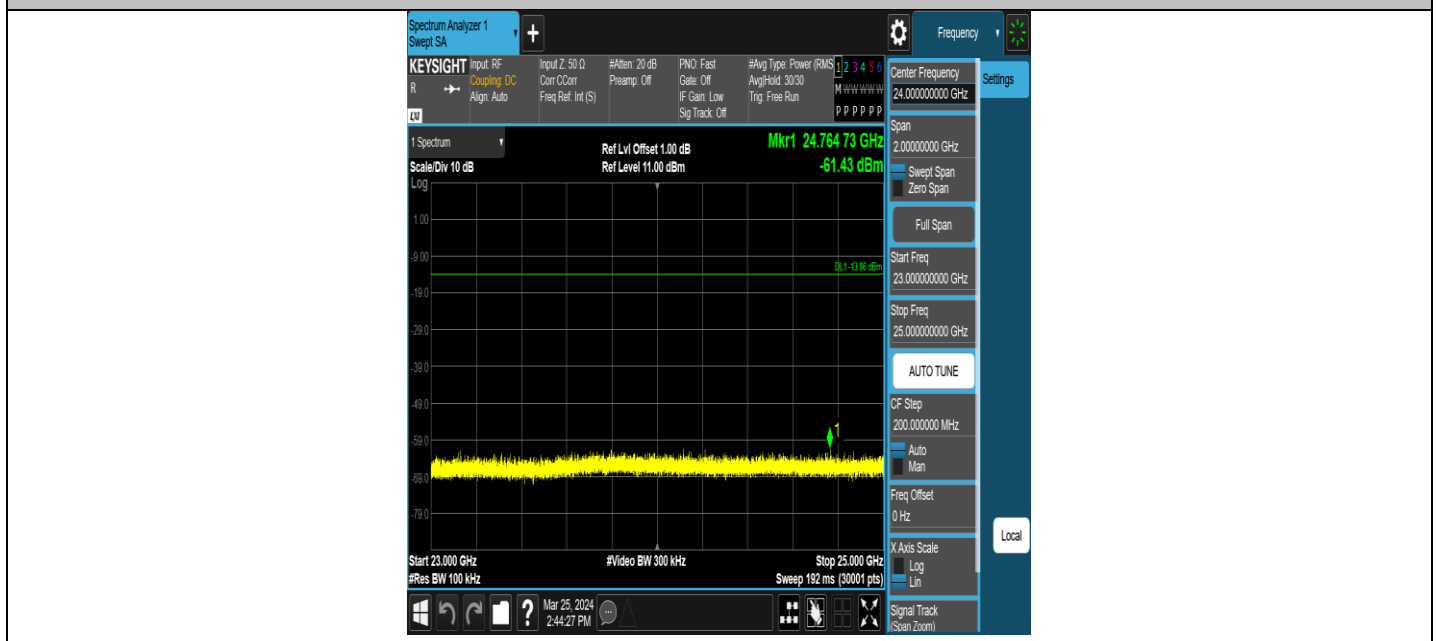 Spectrum Analyzer 1
Swept SA
Frequency
KEYSIGHT
R
LXI
Input: RF
Coupling: DC
Align: Auto
Input Z: 50 Ω
Corr CCorr
Freq Ref: Int (S)
#Atten: 20 dB
Preamp: Off
PNO: Fast
Gate: Off
IF Gain: Low
Sig Track: Off
#Avg Type: Power (RMS
Avg|Hold: 30/30
Trig: Free Run
1 2 3 4 5 6
M W W W W W
P P P P P P
1 Spectrum
Scale/Div 10 dB
Log
Ref Lvl Offset 1.00 dB
Ref Level 11.00 dBm
Mkr1 24.764 73 GHz
-61.43 dBm
1.00
-9.00
DL1 -13.86 dBm
-19.0
-29.0
-39.0
-49.0
1
-59.0
-69.0
-79.0
Start 23.000 GHz
#Res BW 100 kHz
#Video BW 300 kHz
Stop 25.000 GHz
Sweep 192 ms (30001 pts)
Center Frequency
24.000000000 GHz
Settings
Span
2.00000000 GHz
Swept Span
Zero Span
Full Span
Start Freq
23.000000000 GHz
Stop Freq
25.000000000 GHz
AUTO TUNE
CF Step
200.000000 MHz
Auto
Man
Freq Offset
0 Hz
Local
X Axis Scale
Log
Lin
Signal Track
(Span Zoom)
?
Mar 25, 2024
2:44:27 PM